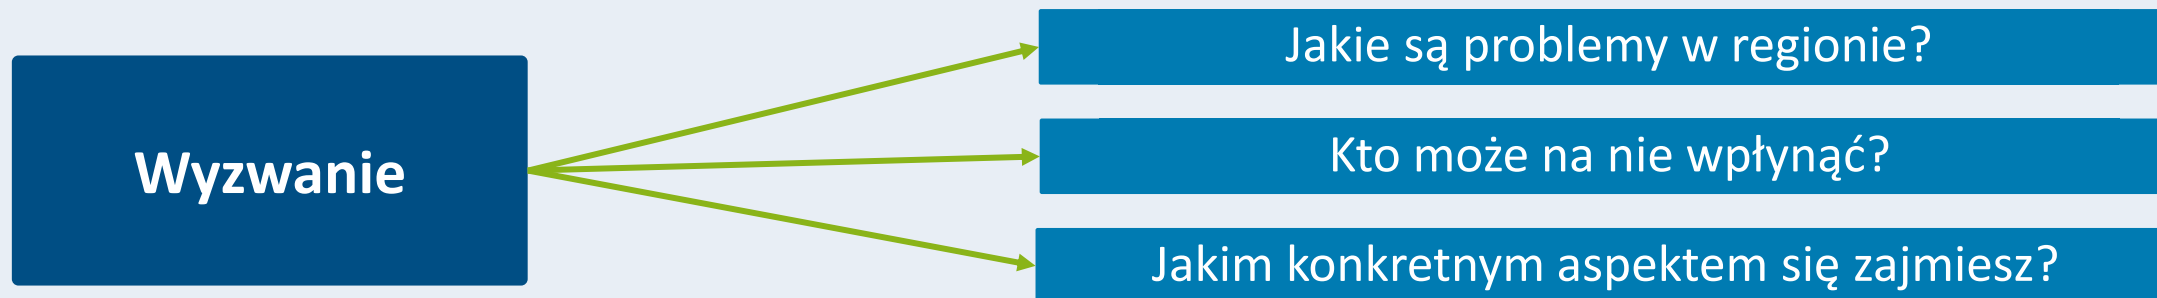 Wyzwanie
Jakie są problemy w regionie?
Kto może na nie wpłynąć?
Jakim konkretnym aspektem się zajmiesz?